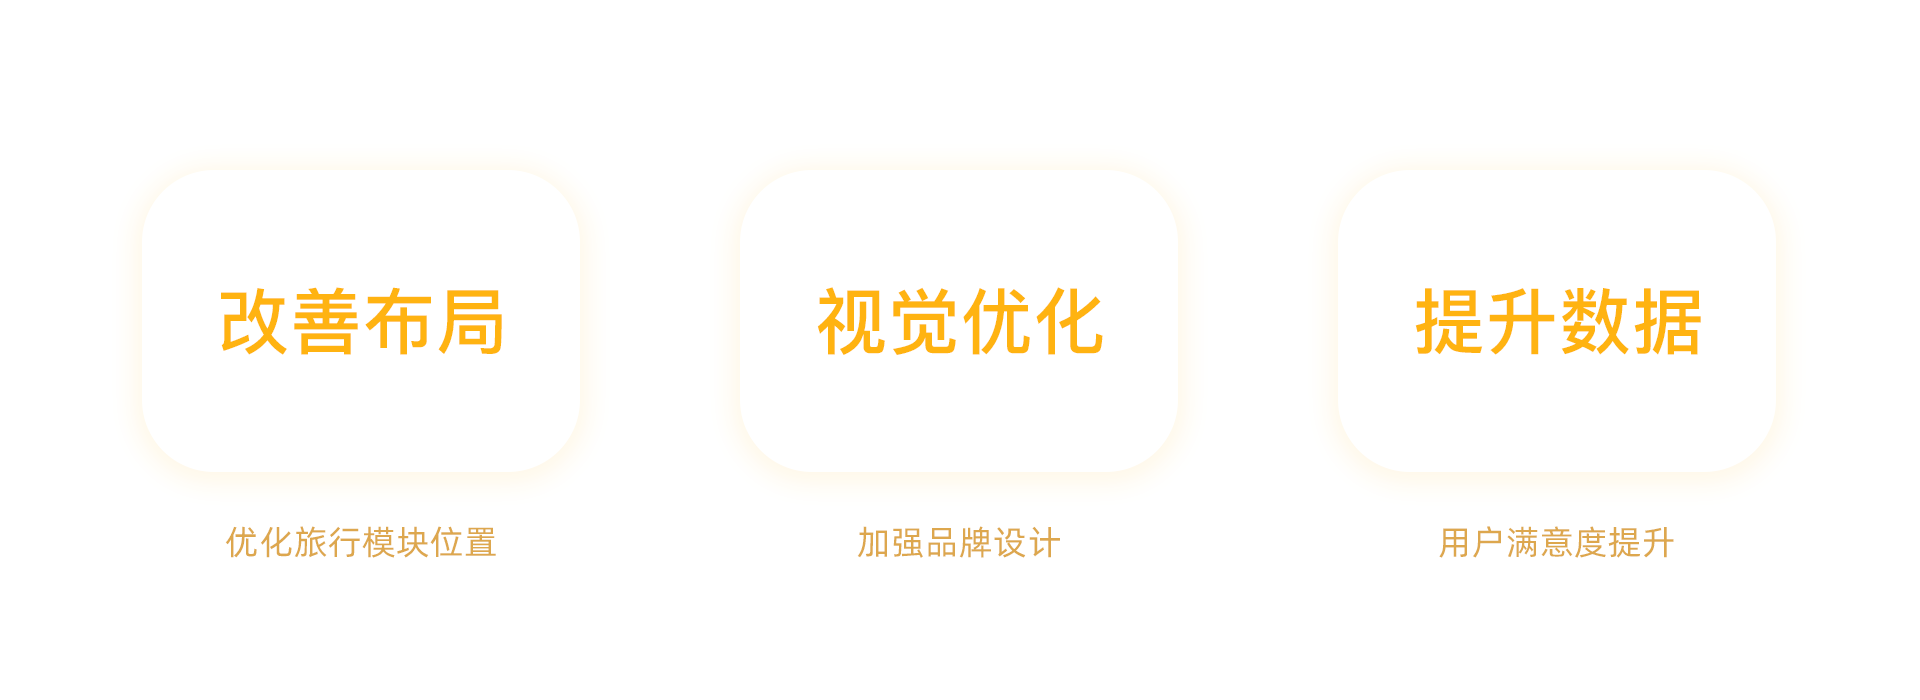 改善布局
视觉优化
提升数据
优化旅行模块位置
加强品牌设计
用户满意度提升